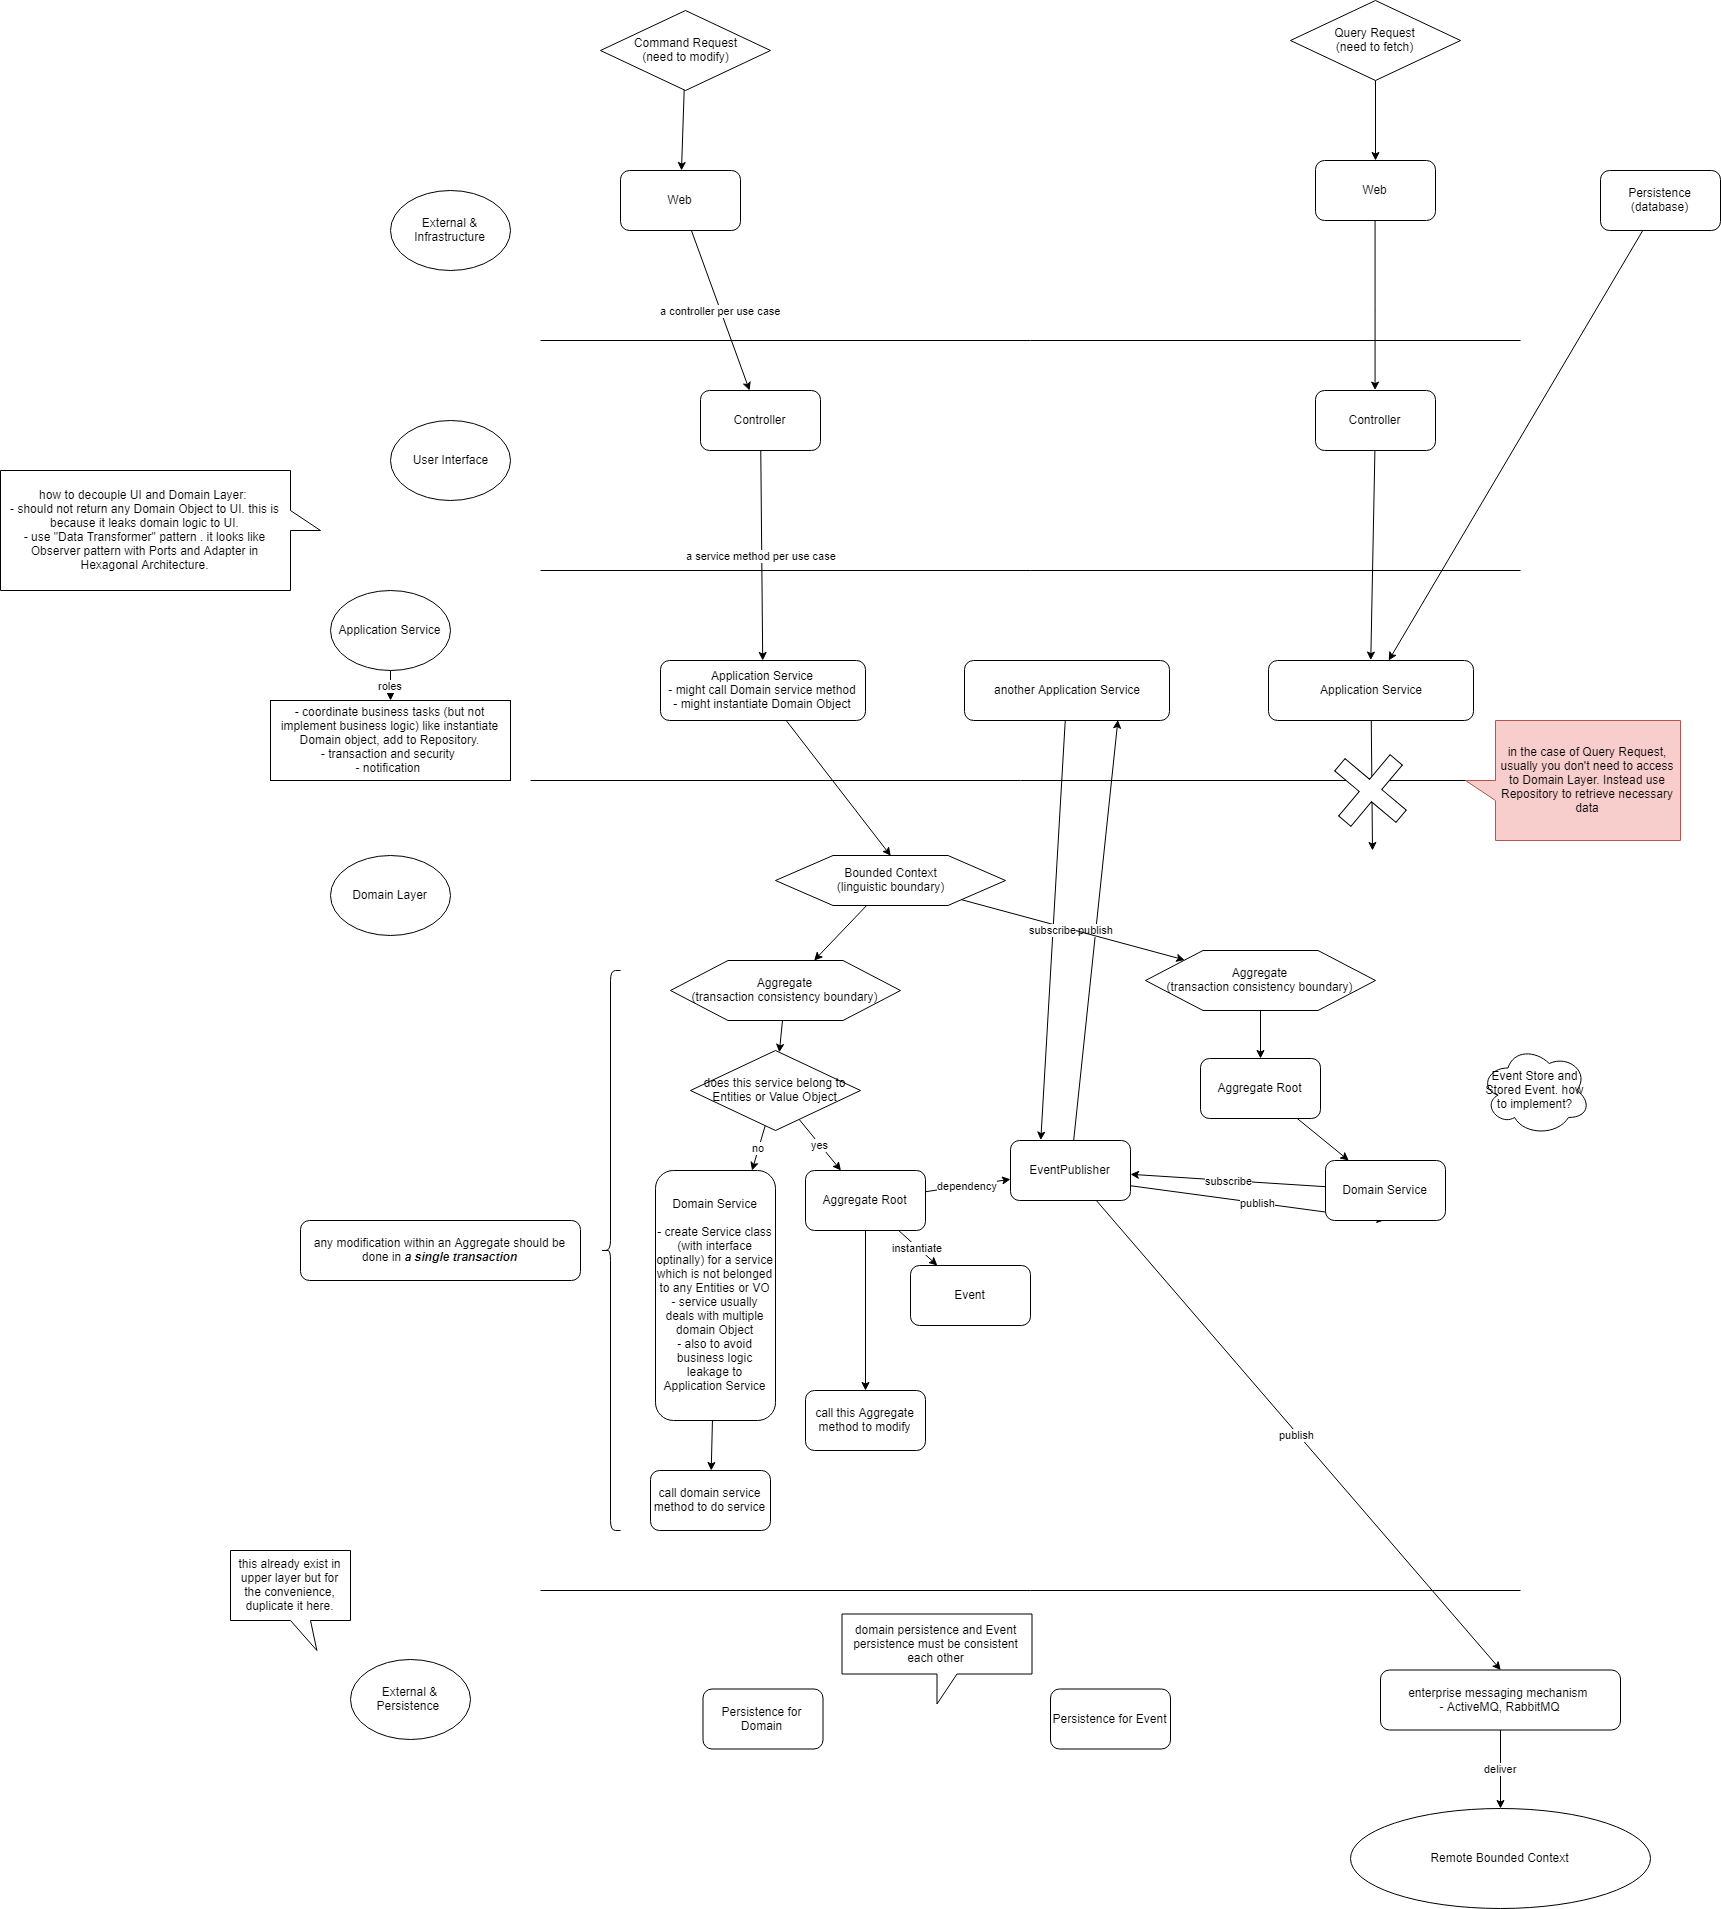 Command Request
(need to modify)
Query Request
(need to fetch)
Web
Web
Persistence
(database)
External &
Infrastructure
a controller per use case
Controller
Controller
User Interface
how to decouple UI and Domain Layer:
- should not return any Domain Object to UI. this is
because it leaks domain logic to UI.
- use "Data Transformer" pattern . it looks like
Observer pattern with Ports and Adapter in
Hexagonal Architecture.
a service method per use case
Application Service
roles
- coordinate business tasks (but not
implement business logic) like instantiate
Domain object, add to Repository.
- transaction and security
- notification
Application Service
- might call Domain service method
- might instantiate Domain Object
another Application Service
Application Service
in the case of Query Request,
usually you don't need to access
to Domain Layer. Instead use
Repository to retrieve necessary
data
Domain Layer
Bounded Context
(linguistic boundary)
subscribe
publish
Aggregate
(transaction consistency boundary)
Aggregate
(transaction consistency boundary)
does this service belong to
Entities or Value Object
Aggregate Root
Event Store and
Stored Event. how
to implement?
no
yes
EventPublisher
dependency
subscribe
publish
Domain Service
Domain Service
- create Service class
(with interface
optinally) for a service
which is not belonged
to any Entities or VO
- service usually
deals with multiple
domain Object
- also to avoid
business logic
leakage to
Application Service
Aggregate Root
instantiate
Event
any modification within an Aggregate should be
done in a single transaction
call this Aggregate
method to modify
publish
call domain service
method to do service
this already exist in
upper layer but for
the convenience,
duplicate it here.
domain persistence and Event
persistence must be consistent
each other
External &
Persistence
Persistence for
Domain
Persistence for Event
enterprise messaging mechanism
- ActiveMQ, RabbitMQ
deliver
Remote Bounded Context